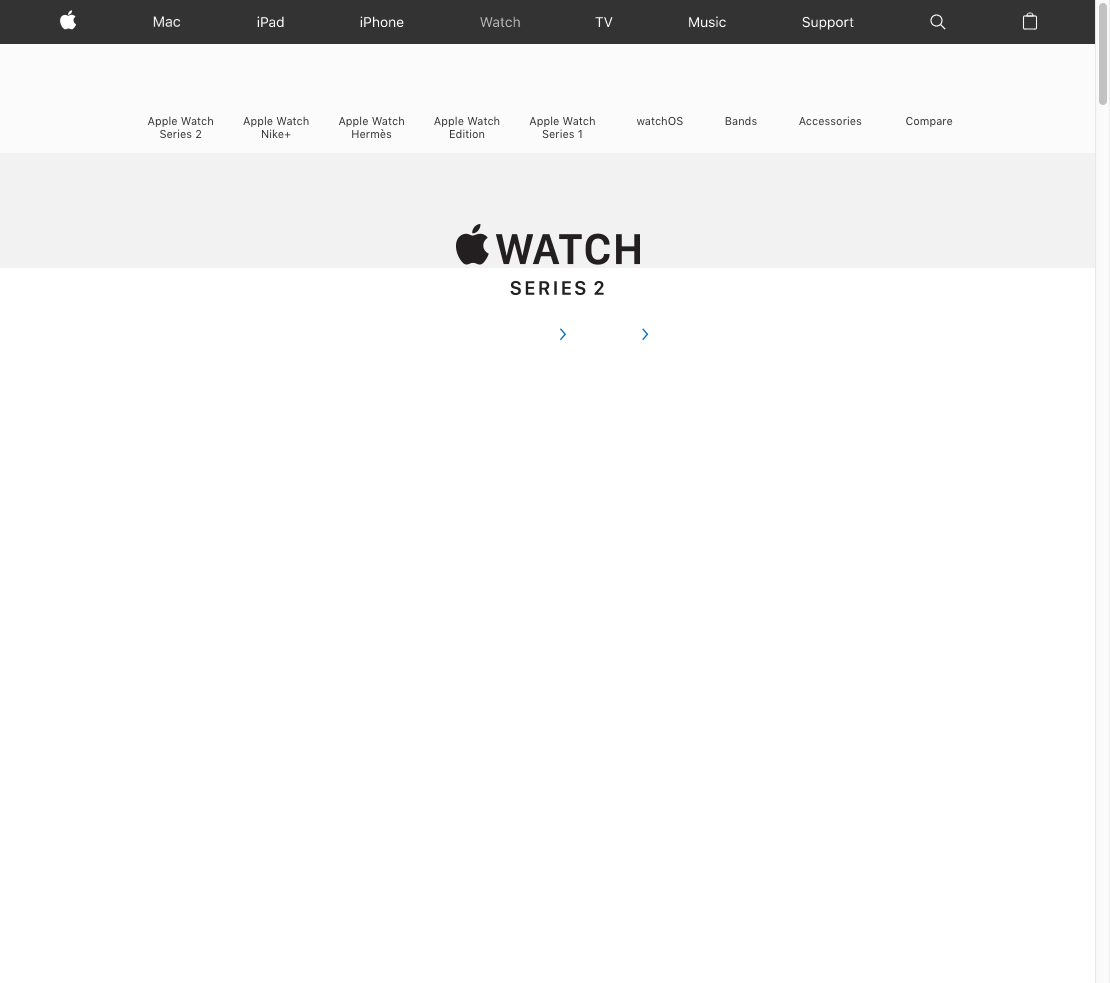 Mac
iPad
iPhone
Watch
TV
Music
Support
Apple Watch
Series 2
Apple Watch
Nike+
Apple Watch
Hermès
Apple Watch
Edition
Apple Watch
Series 1
watchOS
Bands
Accessories
Compare
WATCH
SERIES 2